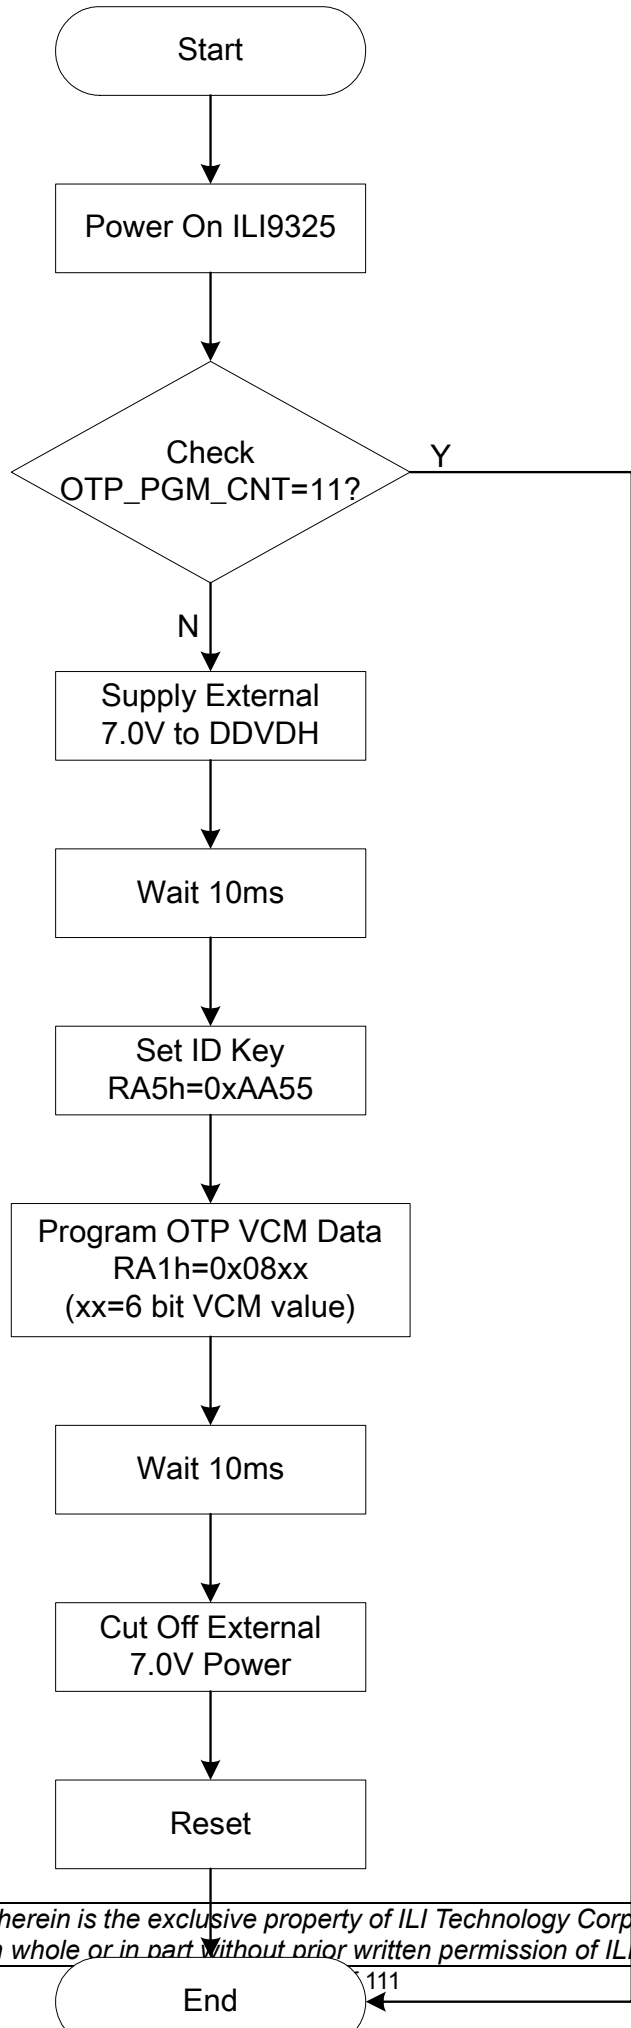 Start
Power On ILI9325
Check
OTP_PGM_CNT=11?
Y
N
Supply External
7.0V to DDVDH
Wait 10ms
Set ID Key
RA5h=0xAA55
Program OTP VCM Data
RA1h=0x08xx
(xx=6 bit VCM value)
Wait 10ms
Cut Off External
7.0V Power
Reset
herein is the exclusive property of ILI Technology Corp
whole or in part without prior written permission of ILI
111
End